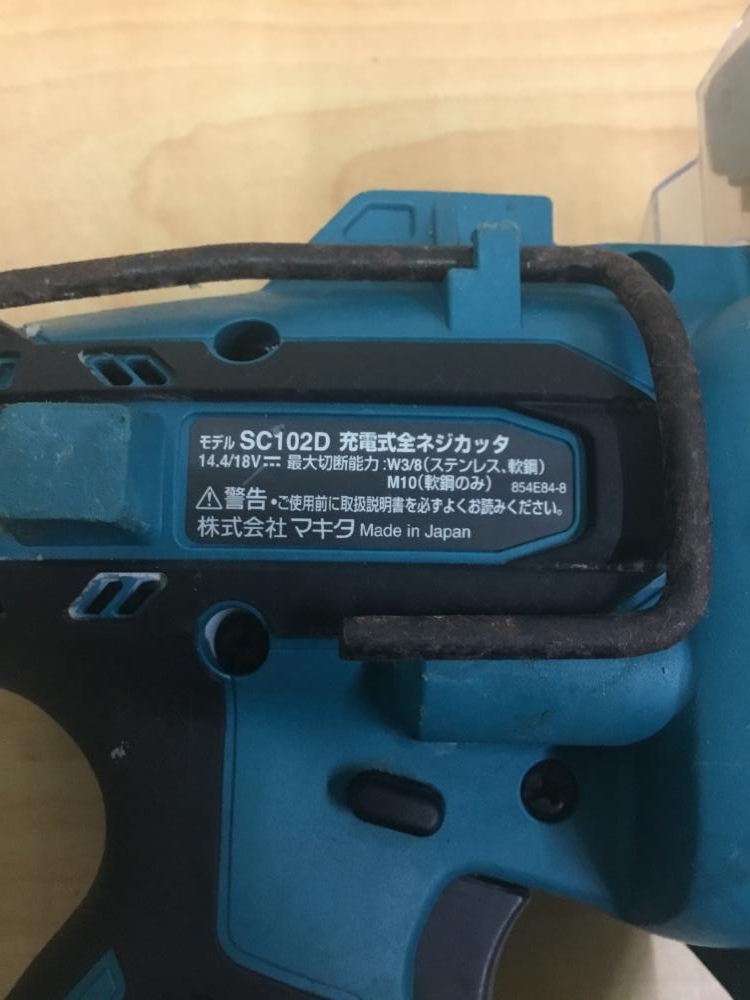 モデル SC102D 充電式全ネジカッタ
14.4/18V⎓ 最大切断能力:W3/8(ステンレス、軟鋼)
M10(軟鋼のみ) 854E84-8
⚠警告・ご使用前に取扱説明書を必ずよくお読みください。
株式会社 マキタ Made in Japan